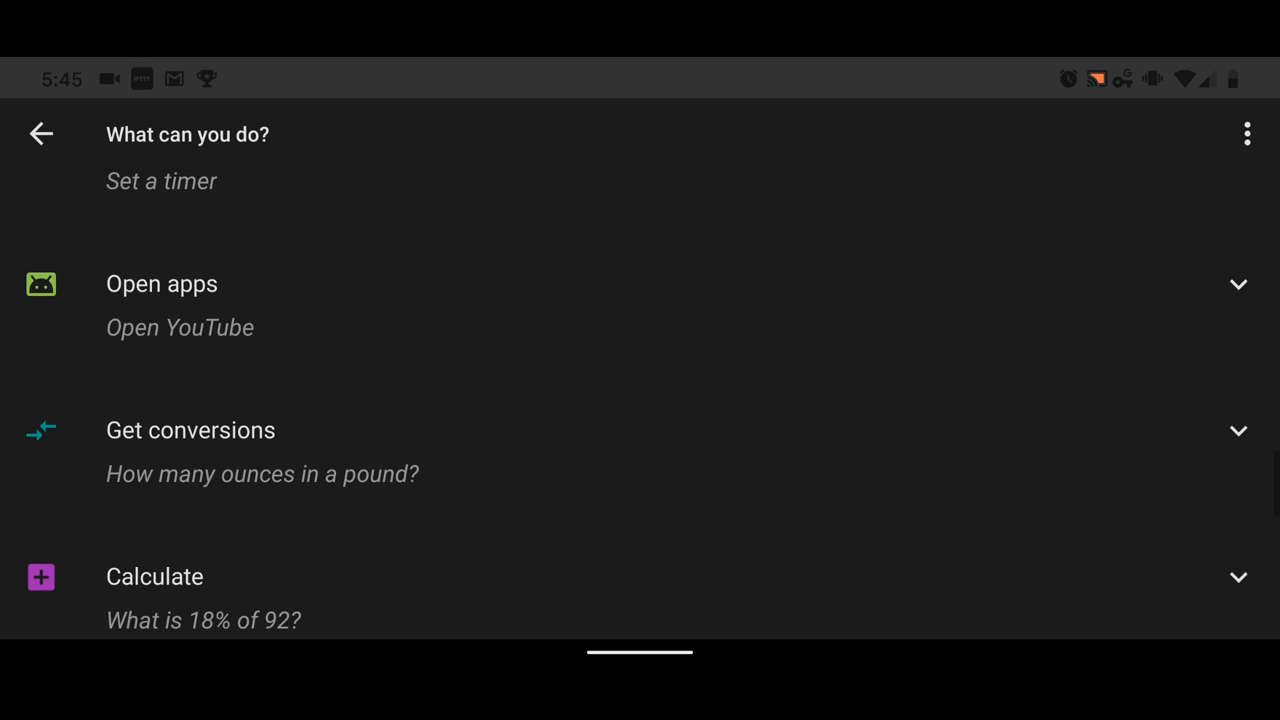 5:45
What can you do?
Set a timer
Open apps
Open YouTube
Get conversions
How many ounces in a pound?
Calculate
What is 18% of 92?